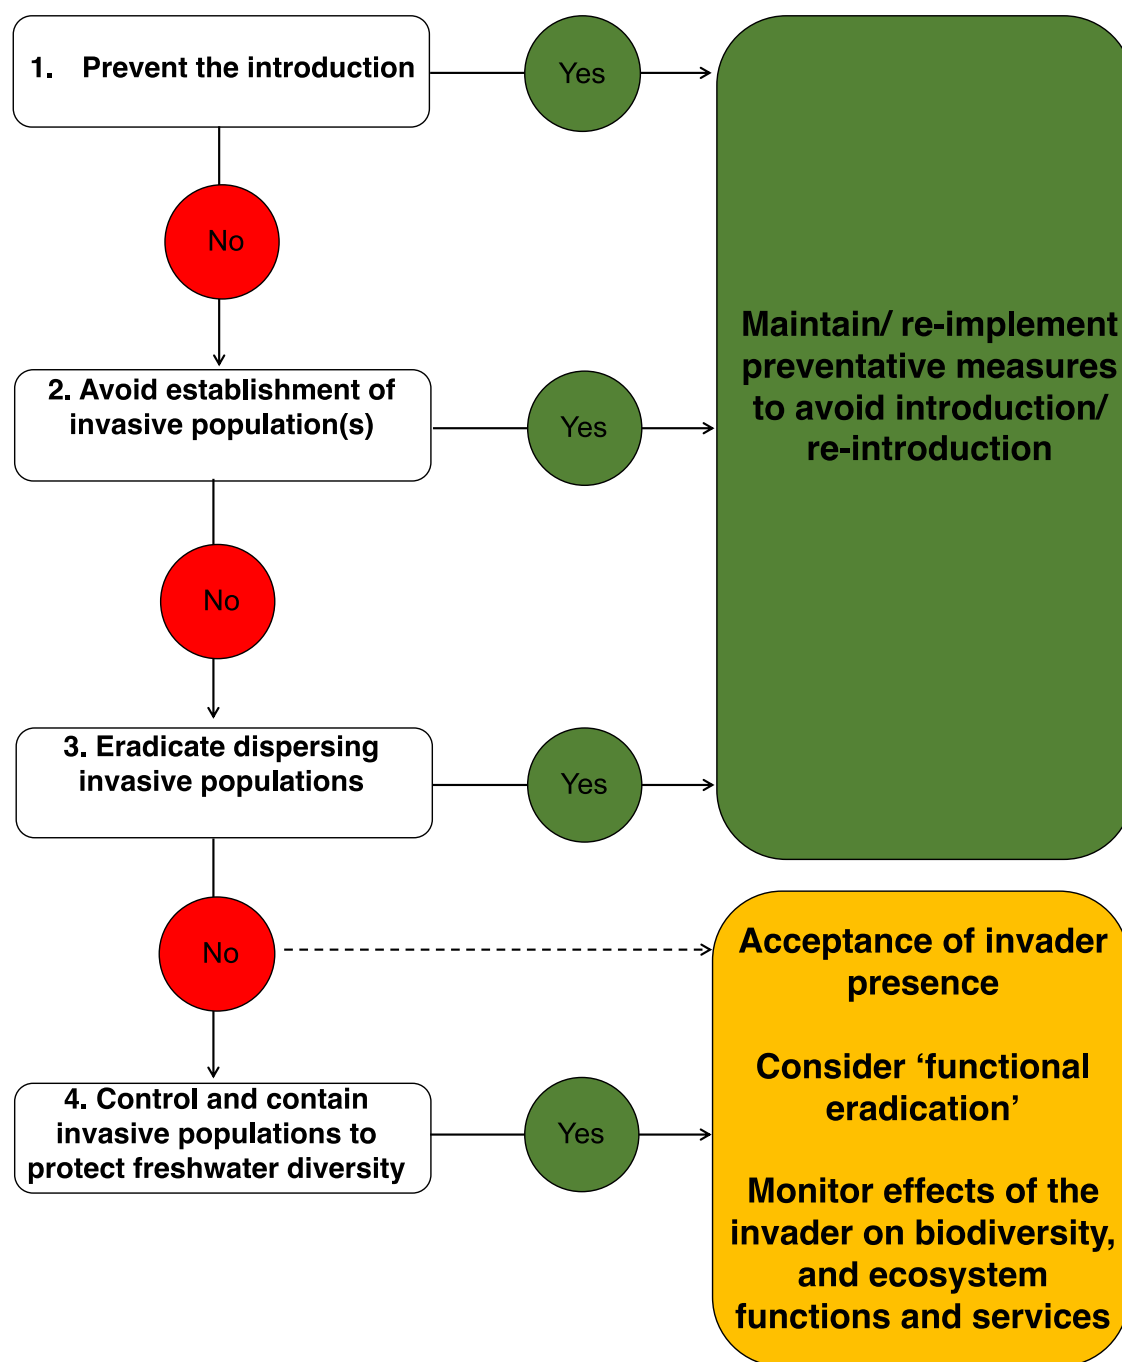 1. Prevent the introduction
Yes
No
2. Avoid establishment of
invasive population(s)
Yes
Maintain/ re-implement
preventative measures
to avoid introduction/
re-introduction
No
3. Eradicate dispersing
invasive populations
Yes
No
Acceptance of invader
presence
Consider ‘functional
eradication’
Monitor effects of the
invader on biodiversity,
and ecosystem
functions and services
4. Control and contain
invasive populations to
protect freshwater diversity
Yes